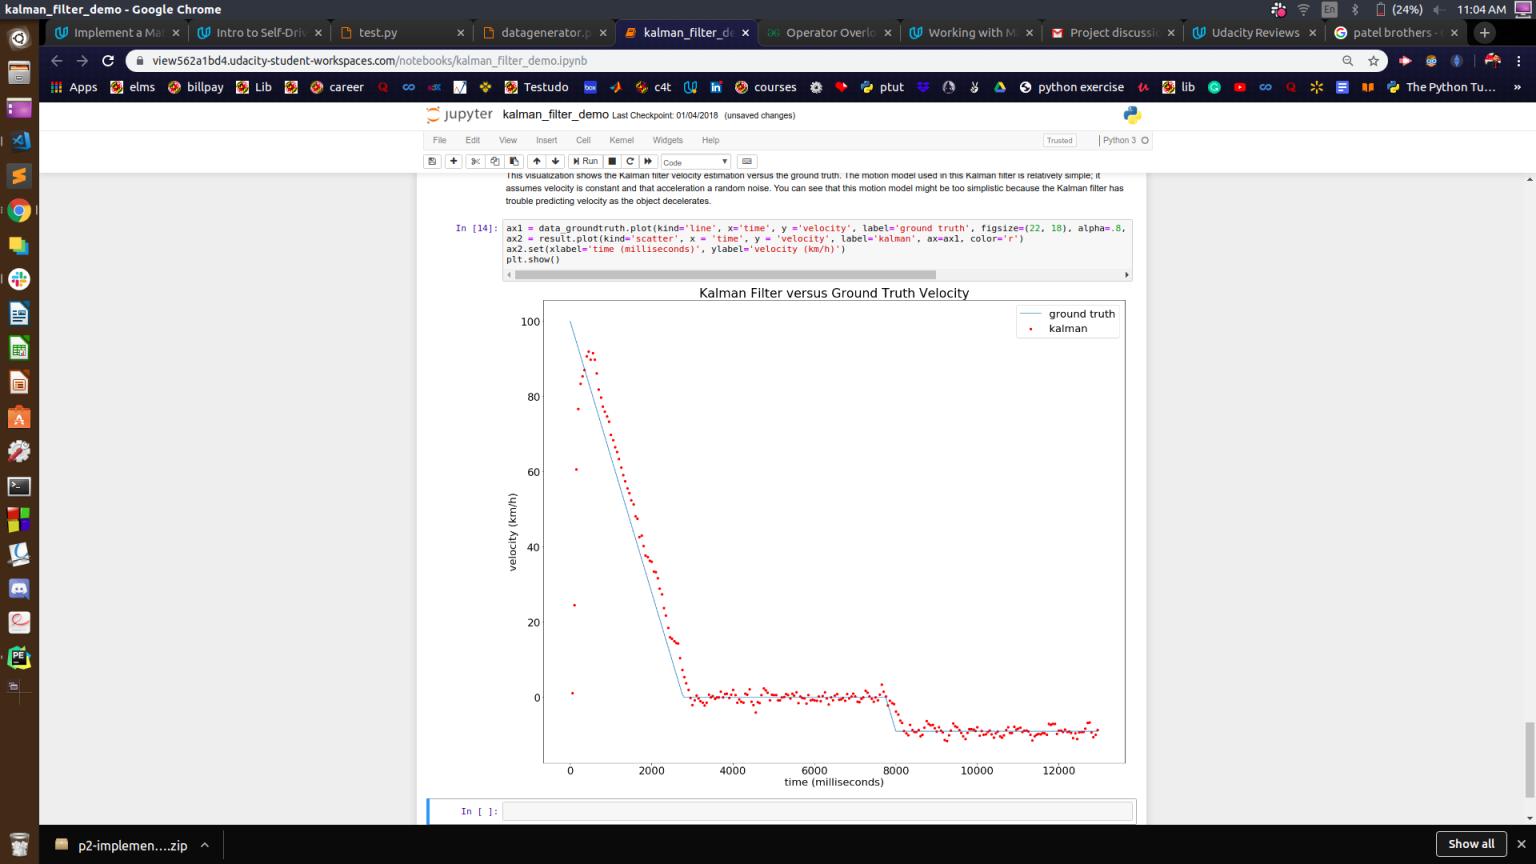 kalman_filter_demo - Google Chrome
En (24%) 11:04 AM
Implement a Ma Intro to Self-Driv test.py datagenerator.p kalman_filter_de Operator Overlo Working with M Project discussi Udacity Reviews patel brothers -
view562a1bd4.udacity-student-workspaces.com/notebooks/kalman_filter_demo.ipynb
Apps elms billpay Lib career Testudo box c4t courses ptut python exercise lib The Python Tu... »
jupyter kalman_filter_demo Last Checkpoint: 01/04/2018 (unsaved changes)
File Edit View Insert Cell Kernel Widgets Help Trusted Python 3
Run Code
This visualization shows the Kalman filter velocity estimation versus the ground truth. The motion model used in this Kalman filter is relatively simple; it
assumes velocity is constant and that acceleration a random noise. You can see that this motion model might be too simplistic because the Kalman filter has
trouble predicting velocity as the object decelerates.
In [14]: ax1 = data_groundtruth.plot(kind='line', x='time', y ='velocity', label='ground truth', figsize=(22, 18), alpha=.8,
ax2 = result.plot(kind='scatter', x = 'time', y = 'velocity', label='kalman', ax=ax1, color='r')
ax2.set(xlabel='time (milliseconds)', ylabel='velocity (km/h)')
plt.show()
Kalman Filter versus Ground Truth Velocity
ground truth
kalman
100
80
60
40
20
0
velocity (km/h)
0 2000 4000 6000 8000 10000 12000
time (milliseconds)
In [ ]:
p2-implemen....zip Show all